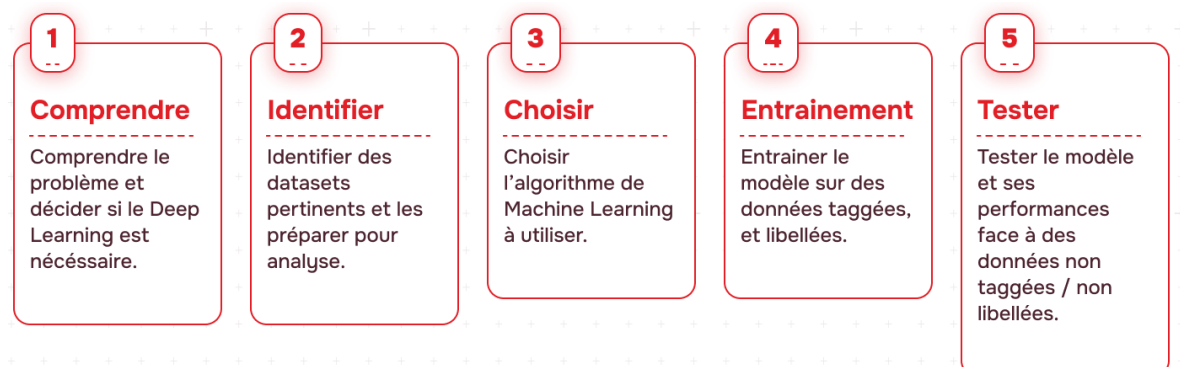 1
Comprendre
Comprendre le
problème et
décider si le Deep
Learning est
nécéssaire.
2
Identifier
Identifier des
datasets
pertinents et les
préparer pour
analyse.
3
Choisir
Choisir
l’algorithme de
Machine Learning
à utiliser.
4
Entrainement
Entrainer le
modèle sur des
données taggées,
et libellées.
5
Tester
Tester le modèle
et ses
performances
face à des
données non
taggées / non
libellées.